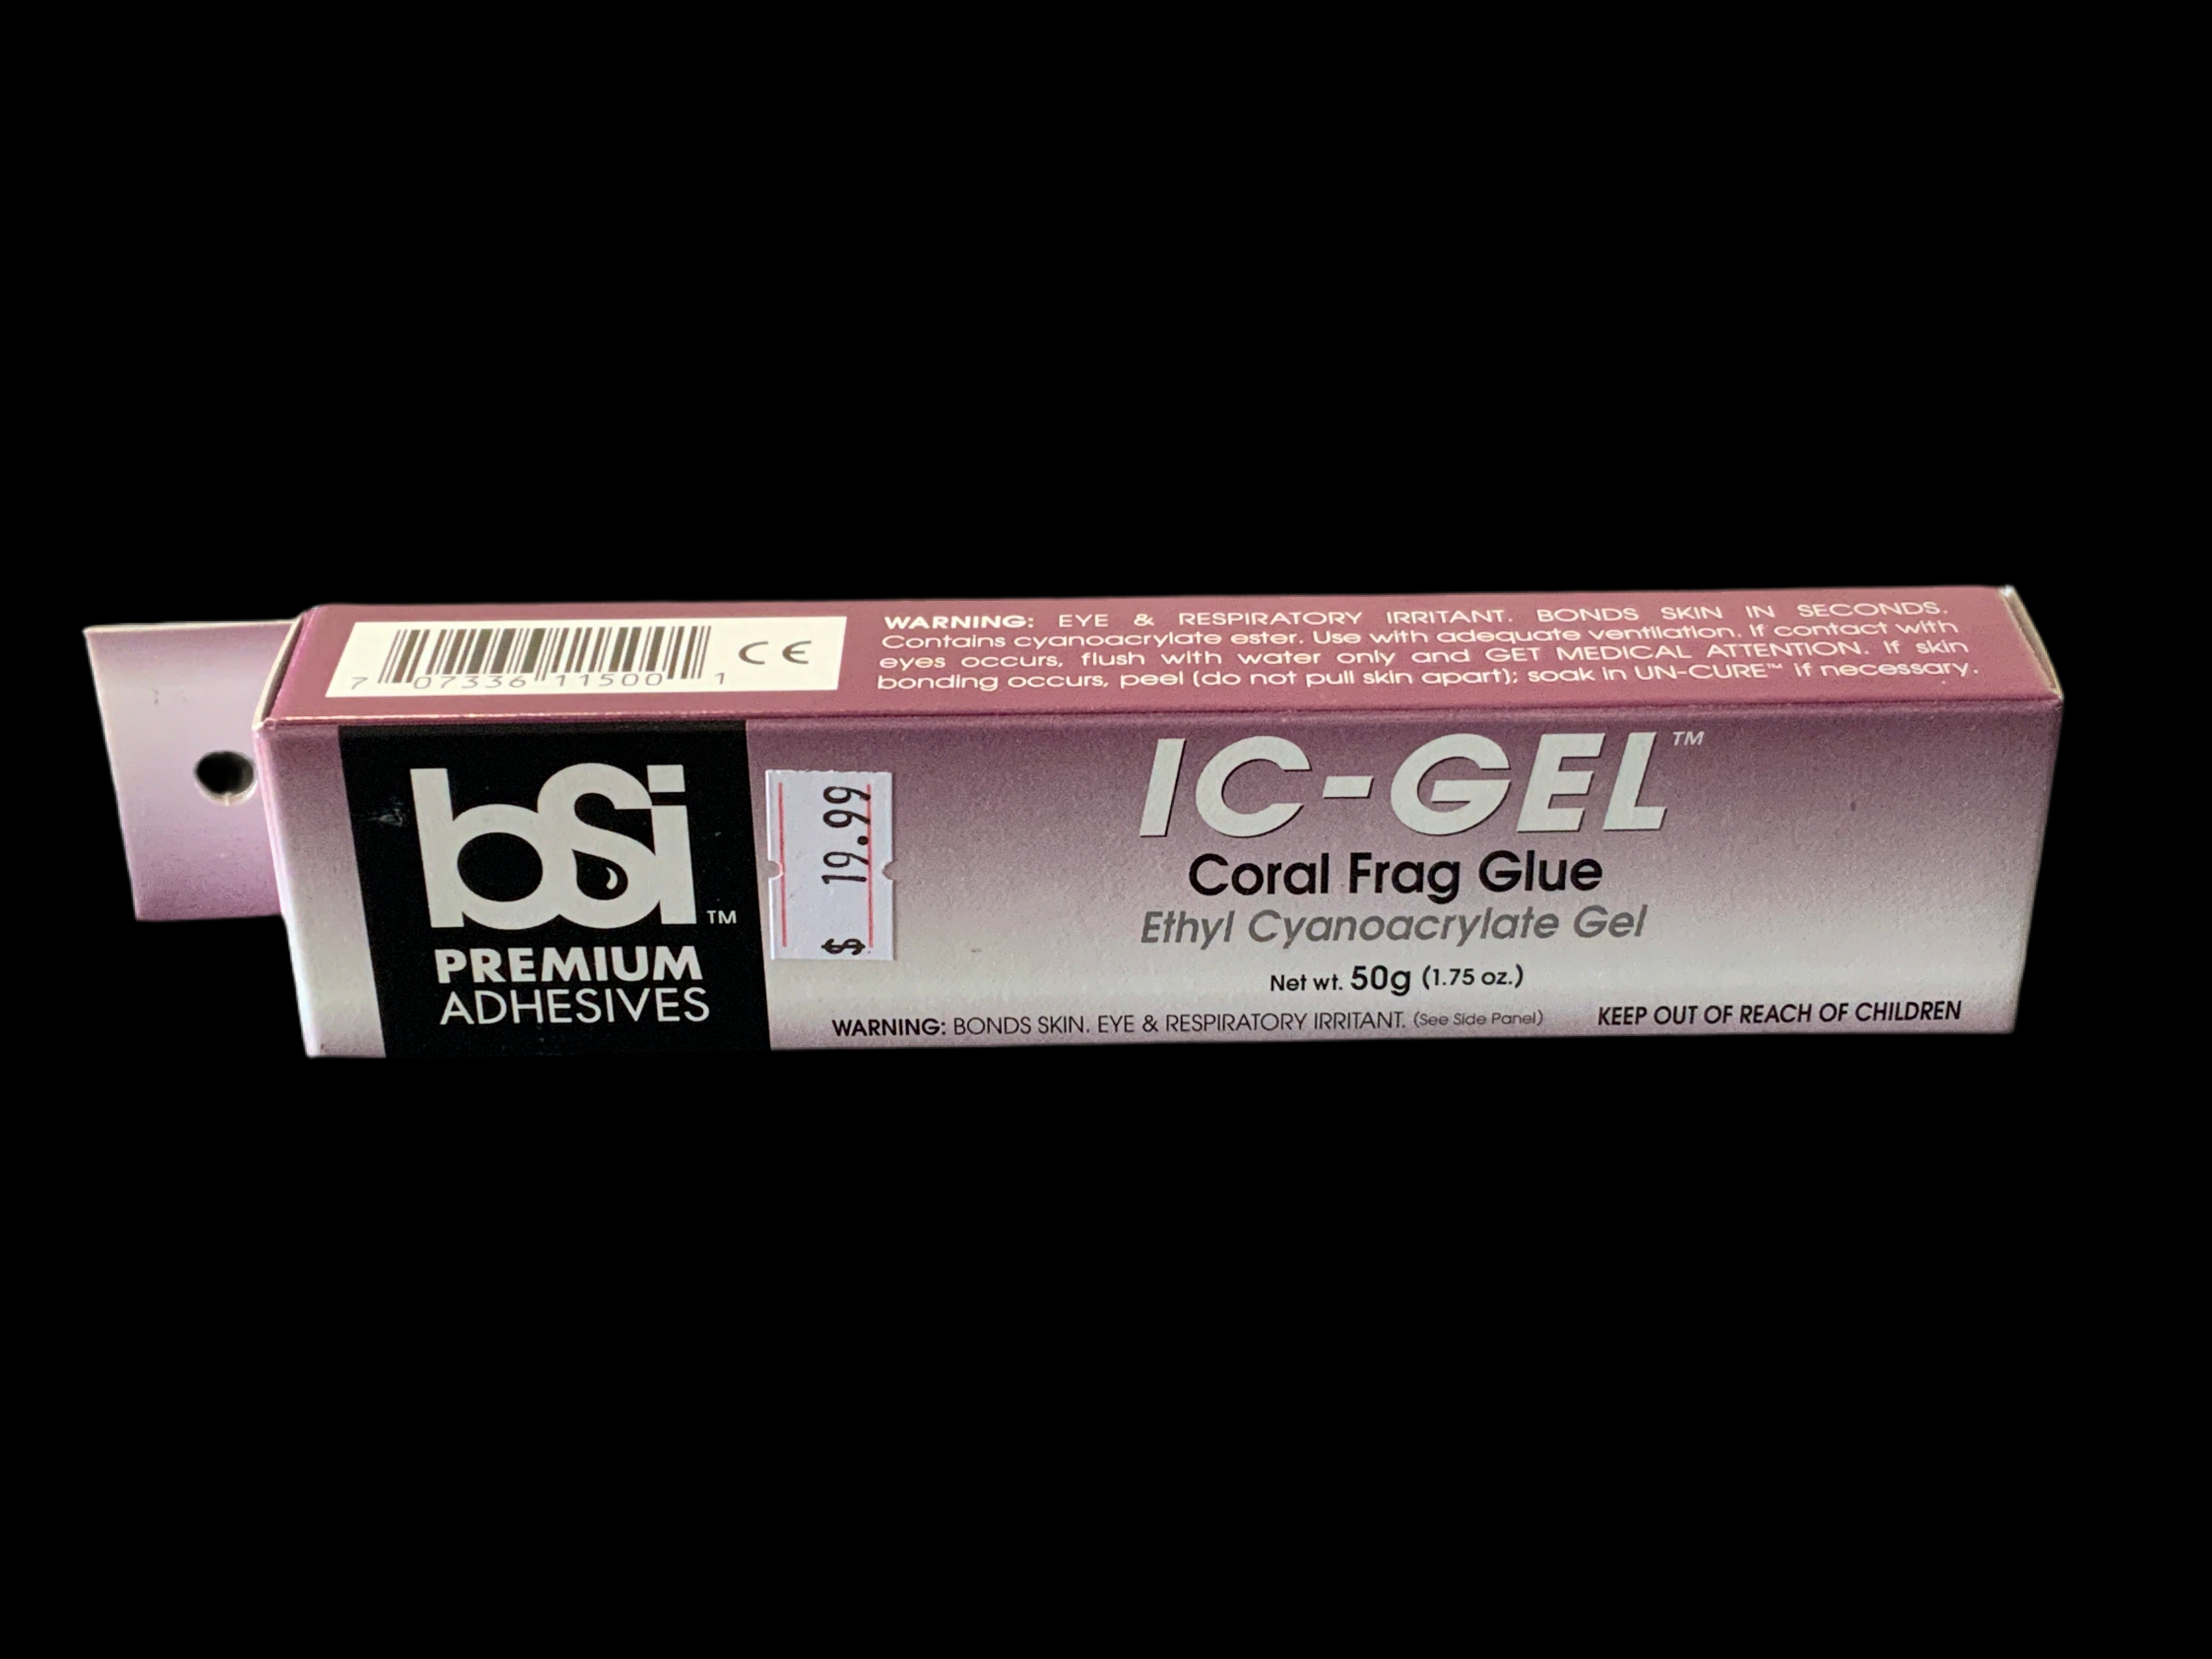 7 07336 11500 1
CE
WARNING: EYE & RESPIRATORY IRRITANT. BONDS SKIN IN SECONDS.
Contains cyanoacrylate ester. Use with adequate ventilation. If contact with
eyes occurs, flush with water only and GET MEDICAL ATTENTION. If skin
bonding occurs, peel (do not pull skin apart); soak in UN-CURE™ if necessary.
bsi™
PREMIUM
ADHESIVES
$ 19.99
IC-GEL™
Coral Frag Glue
Ethyl Cyanoacrylate Gel
Net wt. 50g (1.75 oz.)
WARNING: BONDS SKIN. EYE & RESPIRATORY IRRITANT. (See Side Panel)
KEEP OUT OF REACH OF CHILDREN